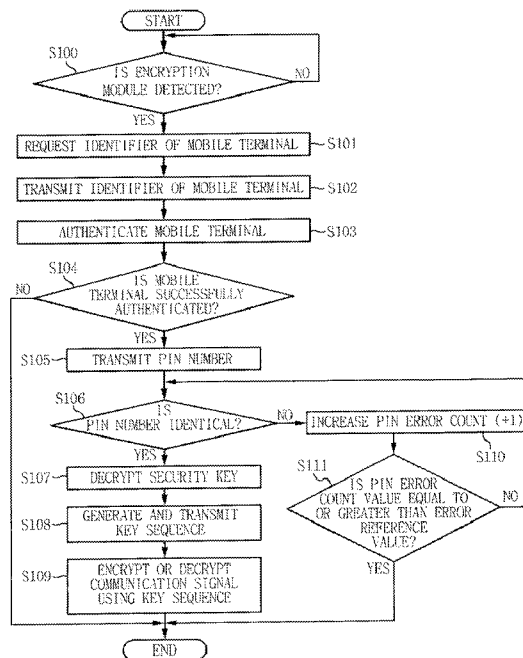 START
S100
IS ENCRYPTION
MODULE DETECTED?
NO
YES
REQUEST IDENTIFIER OF MOBILE TERMINAL
S101
TRANSMIT IDENTIFIER OF MOBILE TERMINAL
S102
AUTHENTICATE MOBILE TERMINAL
S103
S104
NO
IS MOBILE
TERMINAL SUCCESSFULLY
AUTHENTICATED?
YES
S105
TRANSMIT PIN NUMBER
S106
IS
PIN NUMBER IDENTICAL?
NO
INCREASE PIN ERROR COUNT (+1)
S110
YES
S107
DECRYPT SECURITY KEY
S111
IS PIN ERROR
COUNT VALUE EQUAL TO
OR GREATER THAN ERROR
REFERENCE
VALUE?
NO
YES
S108
GENERATE AND TRANSMIT
KEY SEQUENCE
S109
ENCRYPT OR DECRYPT
COMMUNICATION SIGNAL
USING KEY SEQUENCE
END